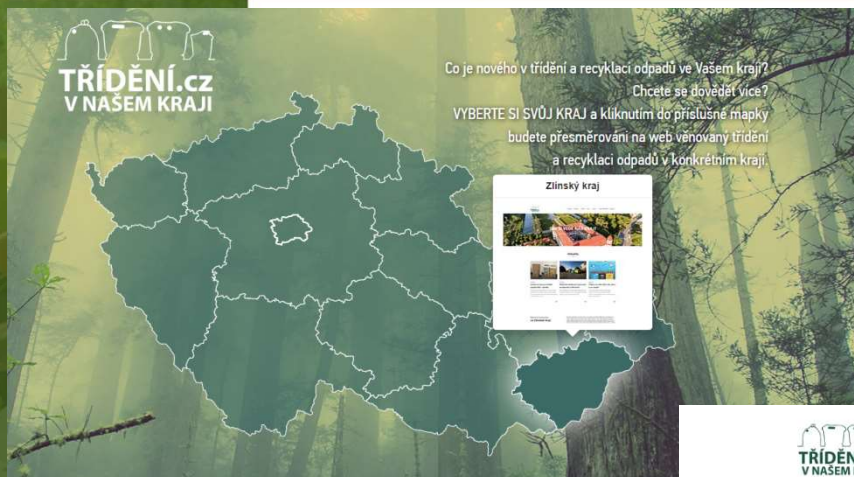 TŘÍDĚNÍ.cz
V NAŠEM KRAJI
Co je nového v třídění a recyklaci odpadů ve Vašem kraji?
Chcete se dovědět více?
VYBERTE SI SVŮJ KRAJ a kliknutím do příslušné mapky
budete přesměrováni na web věnovaný třídění
a recyklaci odpadů v konkrétním kraji.
Zlínský kraj
TŘÍDĚN
V NAŠEM